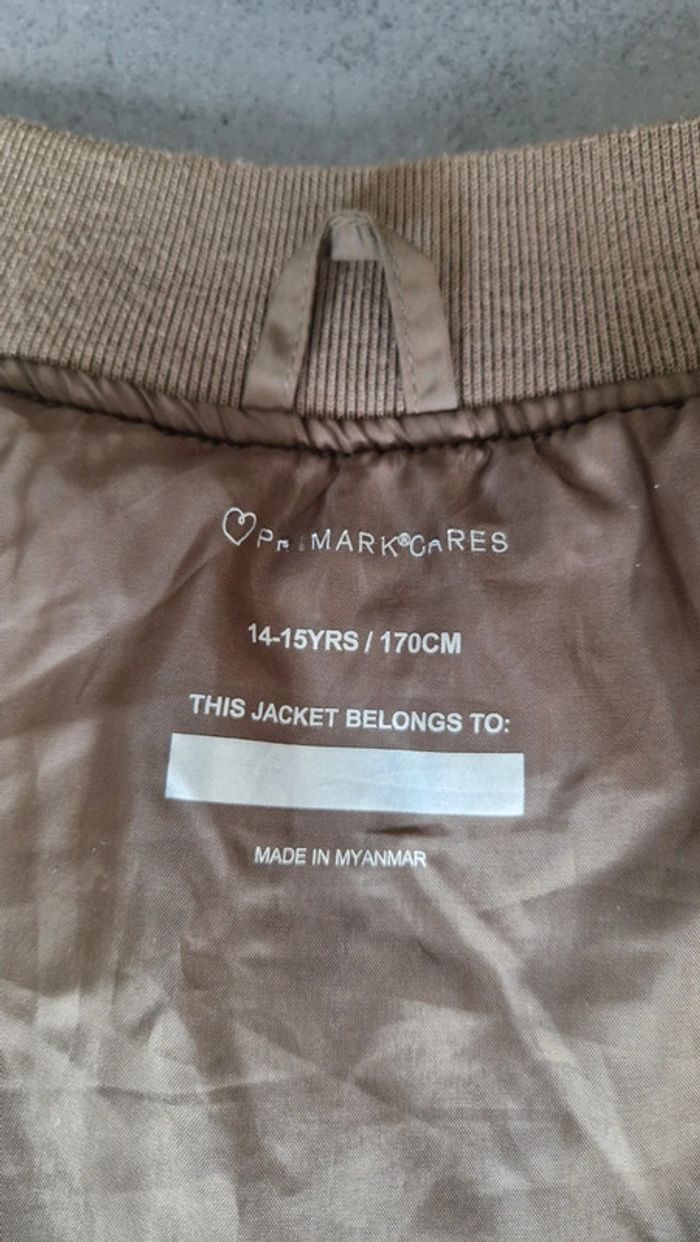 PRIMARK®CARES
14-15YRS / 170CM
THIS JACKET BELONGS TO:
MADE IN MYANMAR